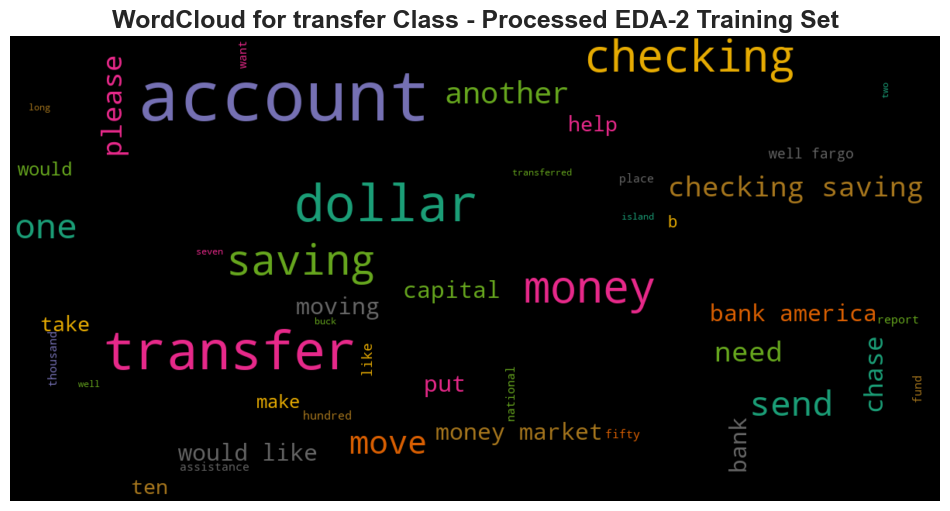 WordCloud for transfer Class - Processed EDA-2 Training Set
want
checking
please
account
another
two
long
help
would
well fargo
transferred
place
checking saving
one
dollar
island
b
seven
saving
capital
money
moving
take
buck
bank america
report
thousand
transfer
like
need
well
put
national
chase
fund
make
hundred
send
move
money market
fifty
bank
would like
assistance
ten